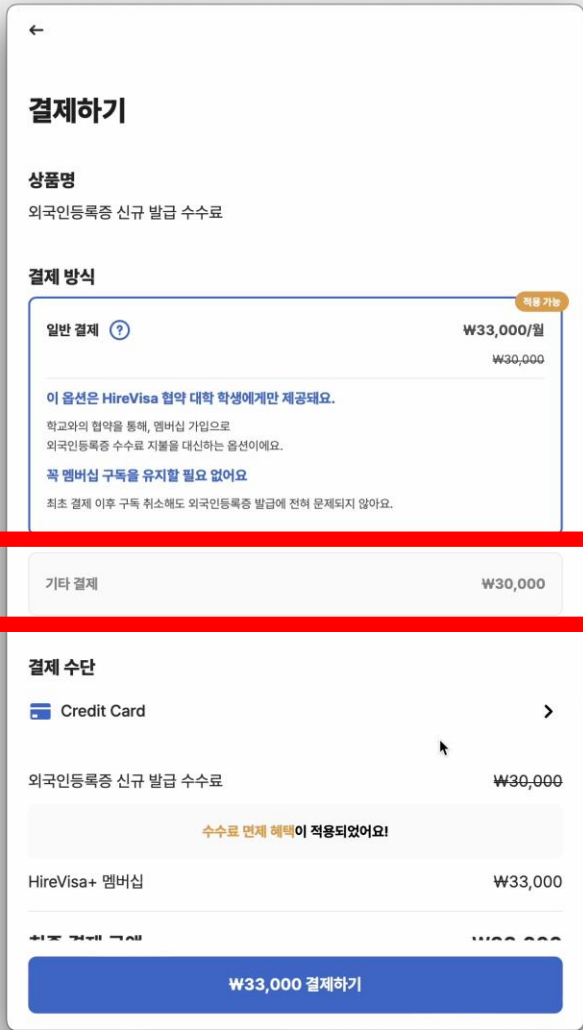 결제하기
상품명
외국인등록증 신규 발급 수수료
결제 방식
적용 가능
일반 결제 ? ₩33,000/월
₩30,000
이 옵션은 HireVisa 협약 대학 학생에게만 제공돼요.
학교와의 협약을 통해, 멤버십 가입으로
외국인등록증 수수료 지불을 대신하는 옵션이에요.
꼭 멤버십 구독을 유지할 필요 없어요
최초 결제 이후 구독 취소해도 외국인등록증 발급에 전혀 문제되지 않아요.
기타 결제 ₩30,000
결제 수단
Credit Card
외국인등록증 신규 발급 수수료 ₩30,000
수수료 면제 혜택이 적용되었어요!
HireVisa+ 멤버십 ₩33,000
₩33,000 결제하기